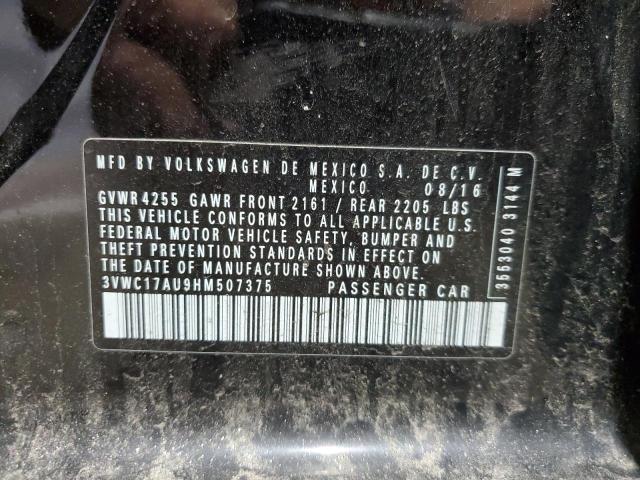 MFD BY VOLKSWAGEN DE MEXICO S.A. DE C.V.
MEXICO 08/16
GVWR 4255 GAWR FRONT 2161 / REAR 2205 LBS
THIS VEHICLE CONFORMS TO ALL APPLICABLE U.S.
FEDERAL MOTOR VEHICLE SAFETY, BUMPER AND
THEFT PREVENTION STANDARDS IN EFFECT ON
THE DATE OF MANUFACTURE SHOWN ABOVE.
3VWC17AU9HM507375 PASSENGER CAR
3553040 3144 M